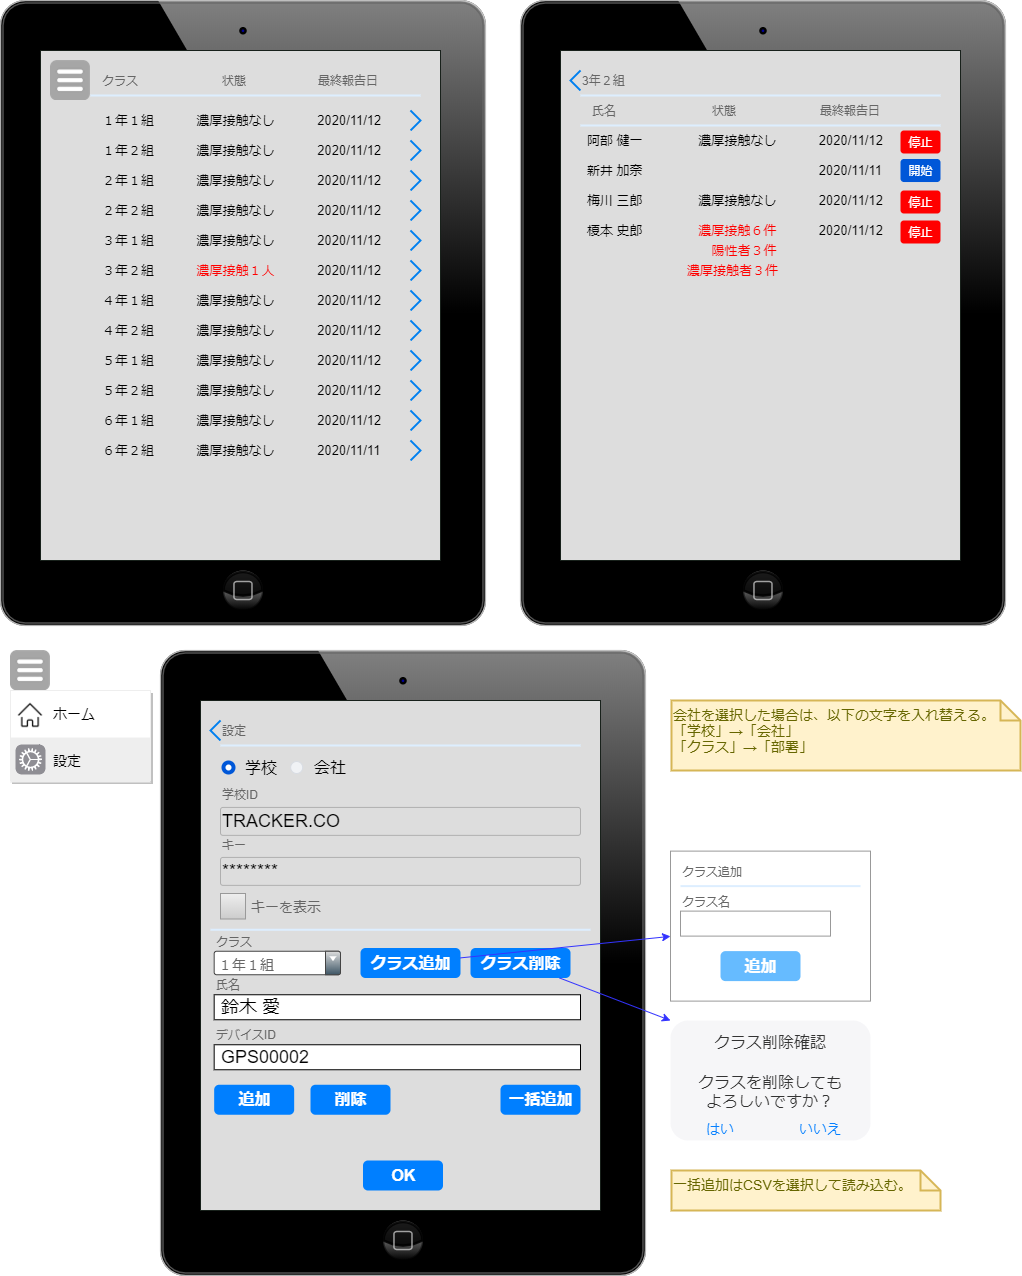 クラス 状態 最終報告日
１年１組 濃厚接触なし 2020/11/12
１年２組 濃厚接触なし 2020/11/12
２年１組 濃厚接触なし 2020/11/12
２年２組 濃厚接触なし 2020/11/12
３年１組 濃厚接触なし 2020/11/12
３年２組 濃厚接触１人 2020/11/12
４年１組 濃厚接触なし 2020/11/12
４年２組 濃厚接触なし 2020/11/12
５年１組 濃厚接触なし 2020/11/12
５年２組 濃厚接触なし 2020/11/12
６年１組 濃厚接触なし 2020/11/12
６年２組 濃厚接触なし 2020/11/11
3年２組
氏名 状態 最終報告日
阿部 健一 濃厚接触なし 2020/11/12 停止
新井 加奈 2020/11/11 開始
梅川 三郎 濃厚接触なし 2020/11/12 停止
榎本 史郎 濃厚接触６件 2020/11/12 停止
陽性者３件
濃厚接触者３件
ホーム
設定
設定
学校 会社
学校ID
TRACKER.CO
キー
********
キーを表示
クラス
１年１組 クラス追加 クラス削除
氏名
鈴木 愛
デバイスID
GPS00002
追加 削除 一括追加
OK
会社を選択した場合は、以下の文字を入れ替える。
「学校」→「会社」
「クラス」→「部署」
クラス追加
クラス名
追加
クラス削除確認
クラスを削除しても
よろしいですか？
はい いいえ
一括追加はCSVを選択して読み込む。